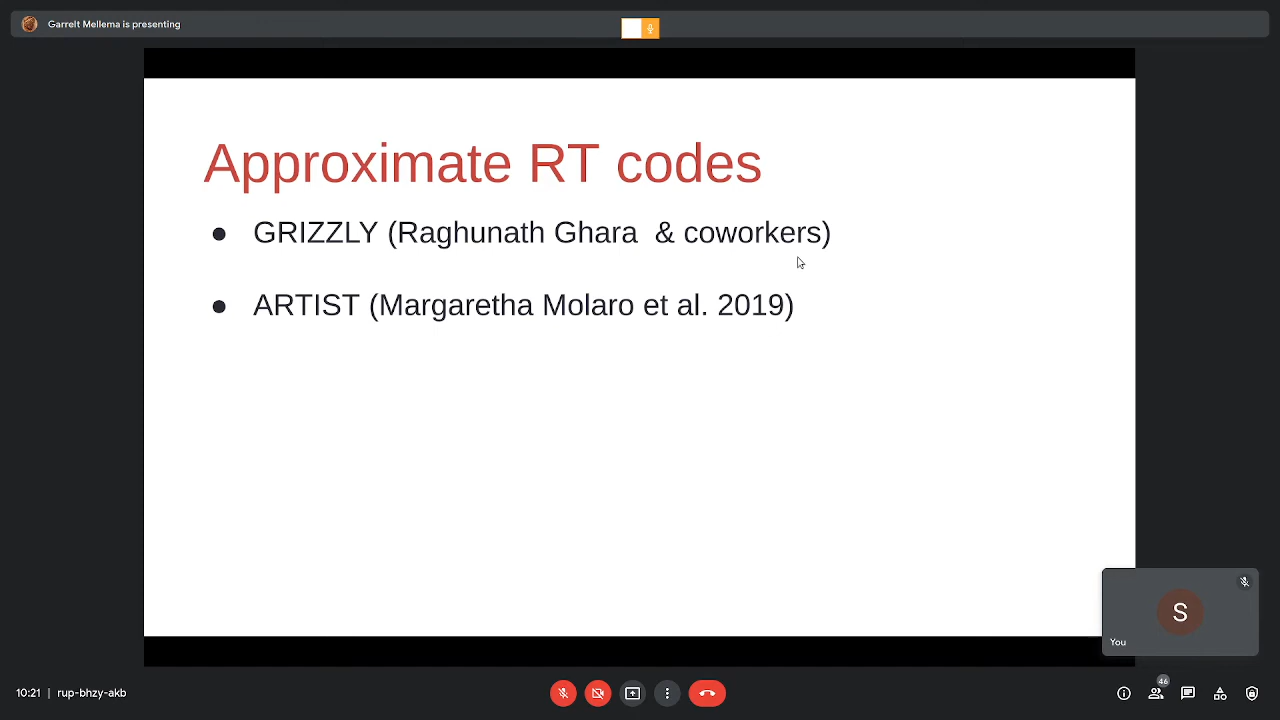 Garrelt Mellema is presenting
Approximate RT codes
● GRIZZLY (Raghunath Ghara & coworkers)
● ARTIST (Margaretha Molaro et al. 2019)
S
You
10:21 | rup-bhzy-akb
46